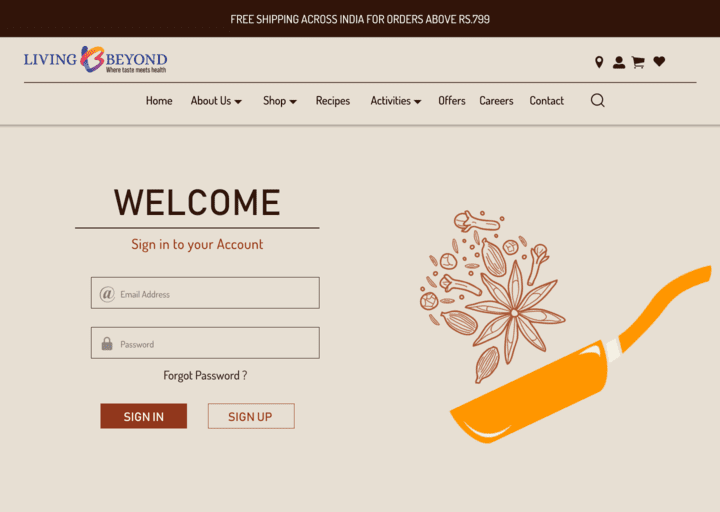 FREE SHIPPING ACROSS INDIA FOR ORDERS ABOVE RS.799
LIVING BEYOND
Where taste meets health
Home About Us Shop Recipes Activities Offers Careers Contact
WELCOME
Sign in to your Account
@ Email Address
Password
Forgot Password ?
SIGN IN SIGN UP